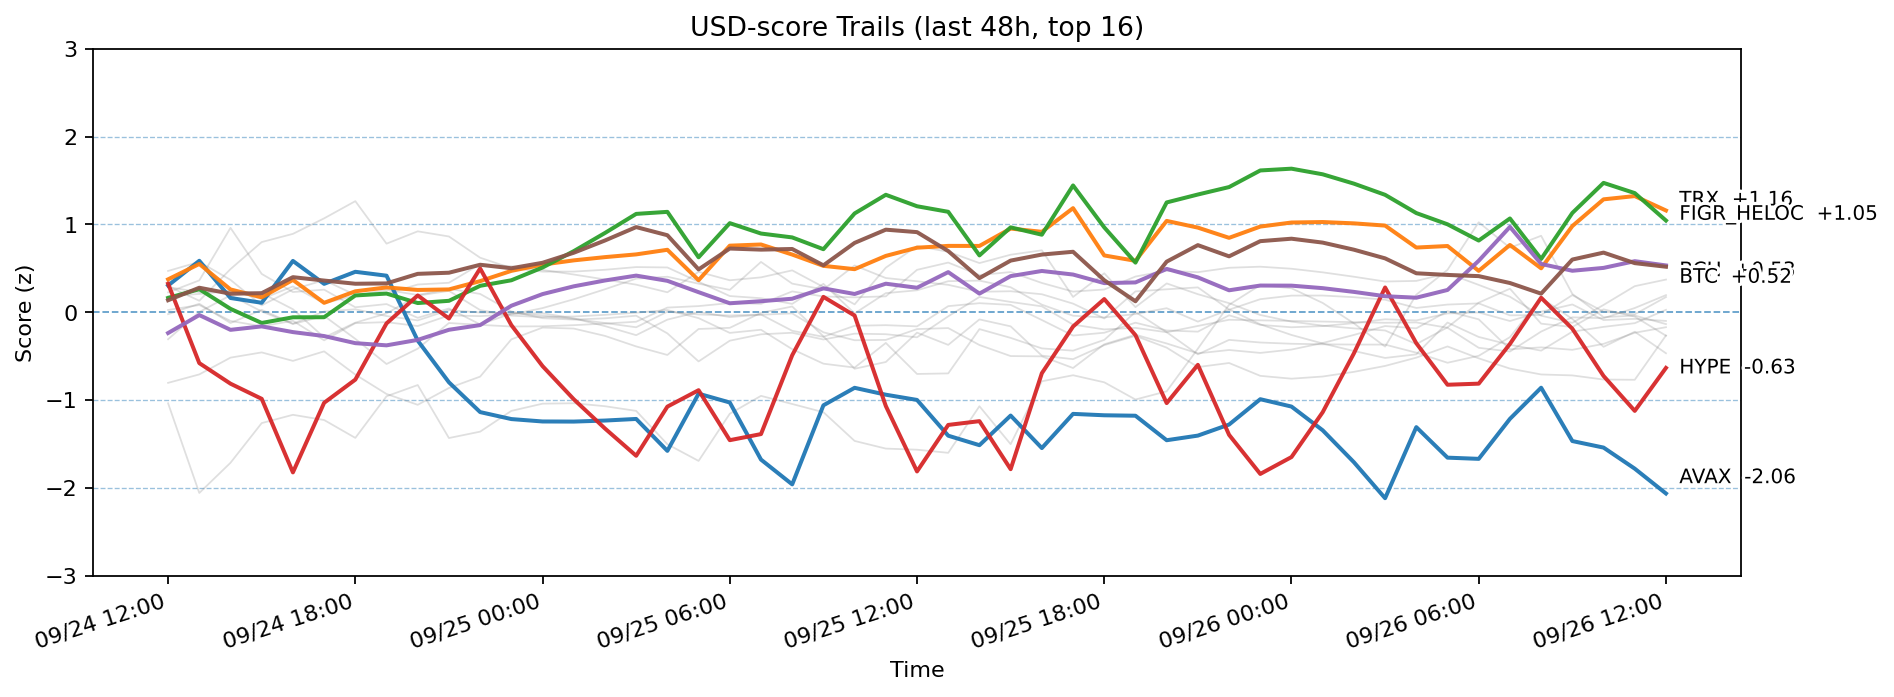 USD-score Trails (last 48h, top 16)
Score (z)
3
2
1
0
−1
−2
−3
TRX +1.16
FIGR_HELOC +1.05
BTC +0.52
HYPE -0.63
AVAX -2.06
09/24 12:00
09/24 18:00
09/25 00:00
09/25 06:00
09/25 12:00
09/25 18:00
09/26 00:00
09/26 06:00
09/26 12:00
Time